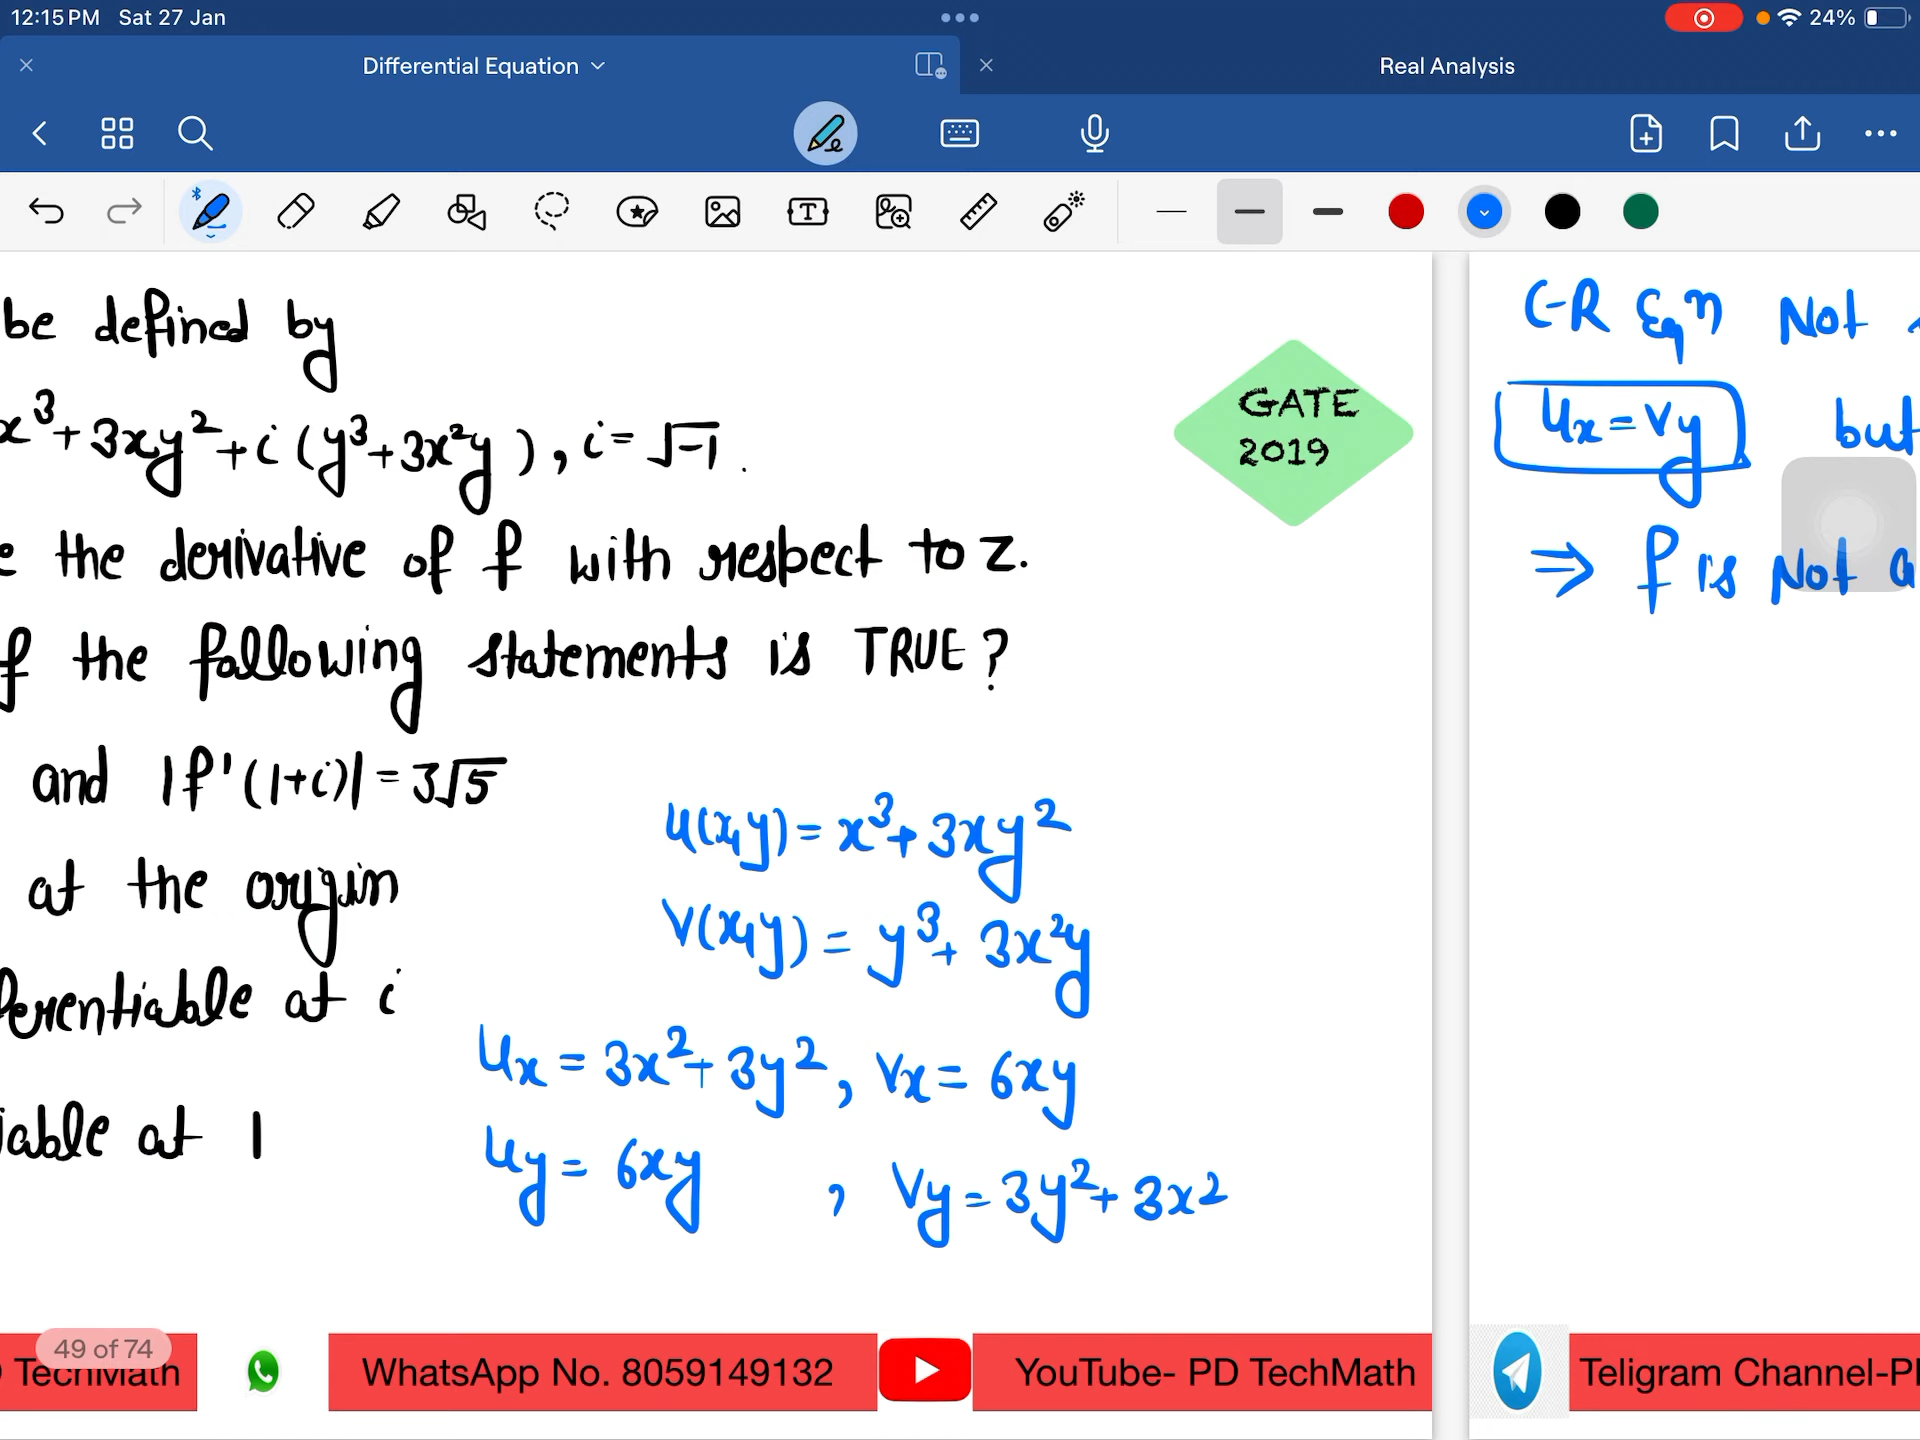 12:15 PM Sat 27 Jan
24%
Differential Equation
Real Analysis
be defined by
x³+3xy²+i(y³+3x²y), i=√-1.
GATE
2019
the derivative of f with respect to z.
f the following statements is TRUE?
and |f'(1+i)|=3√5
at the origin
ferentiable at i
iable at 1
u(x,y)=x³+3xy²
v(x,y)=y³+3x²y
ux=3x²+3y², vx=6xy
uy=6xy , vy=3y²+3x²
C-R Eqn Not
ux=vy but
⇒ f is Not a
49 of 74
TechMath
WhatsApp No. 8059149132
YouTube- PD TechMath
Teligram Channel-P